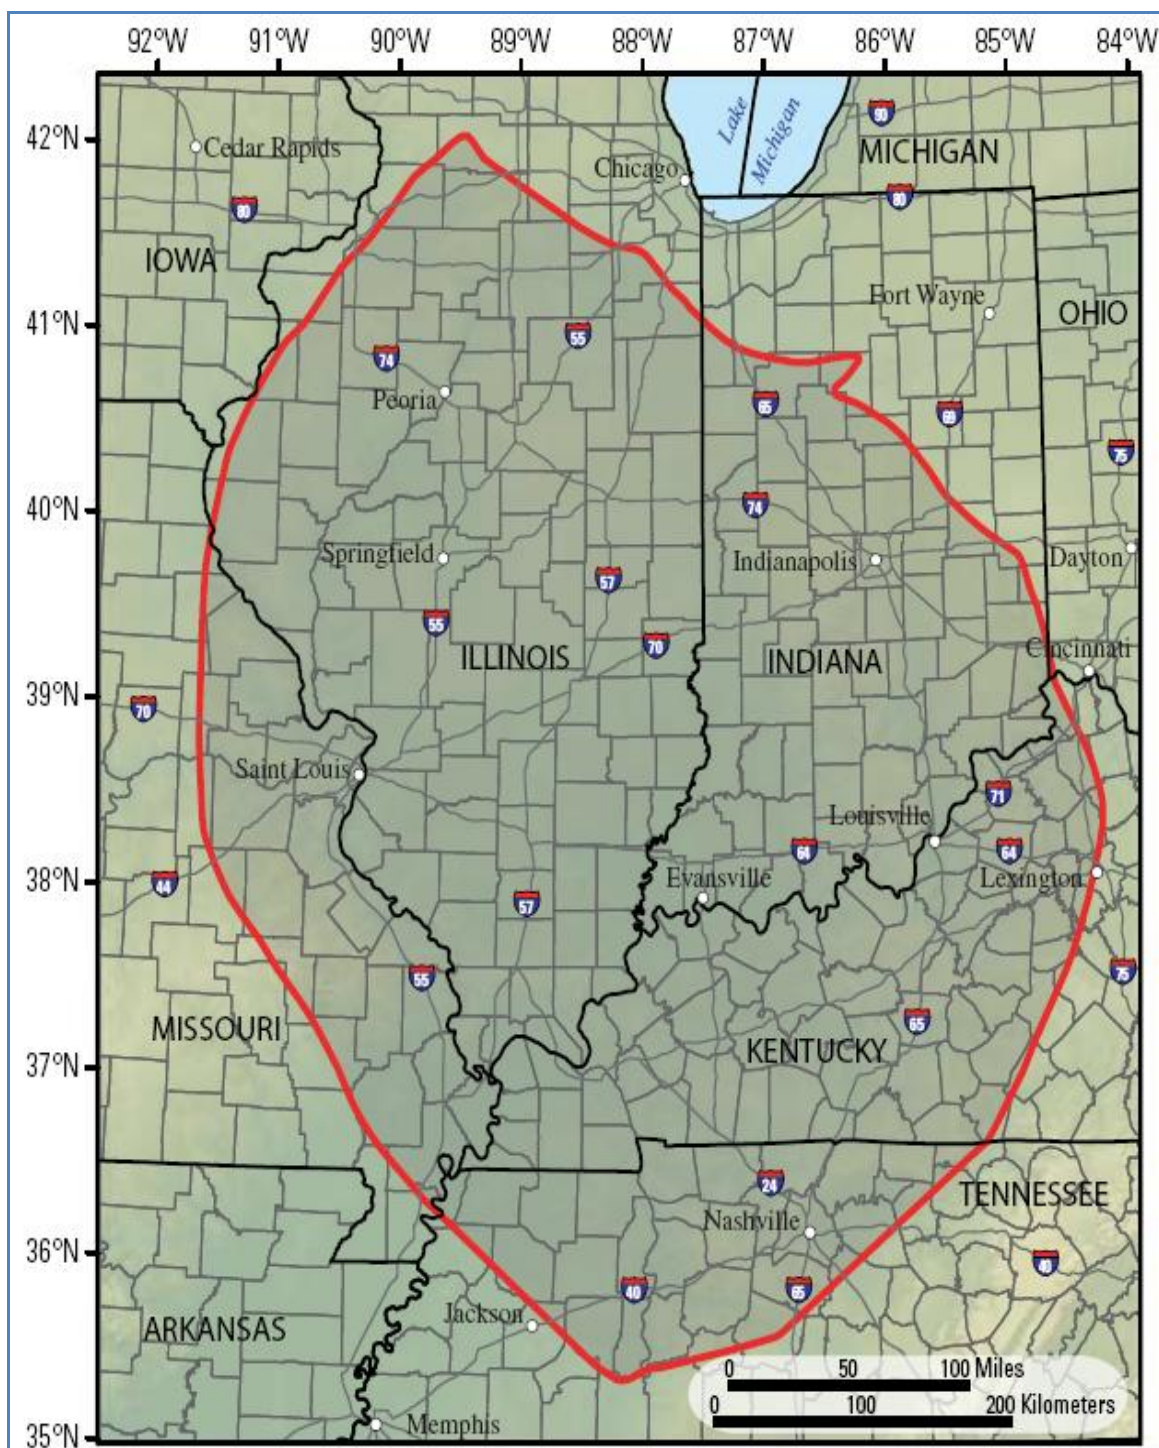 92°W 91°W 90°W 89°W 88°W 87°W 86°W 85°W 84°W
42°N
Cedar Rapids
Chicago
Lake
Michigan
90
MICHIGAN
80
80
IOWA
Fort Wayne
OHIO
41°N
55
74
Peoria
65
69
75
40°N
74
Springfield
Indianapolis
Dayton
57
55
70
ILLINOIS
INDIANA
Cincinnati
39°N
70
Saint Louis
71
Louisville
64
64
38°N
44
Evansville
Lexington
57
55
75
MISSOURI
65
KENTUCKY
37°N
24
TENNESSEE
Nashville
36°N
40
40
65
Jackson
ARKANSAS
0 50 100 Miles
0 100 200 Kilometers
Memphis
35°N